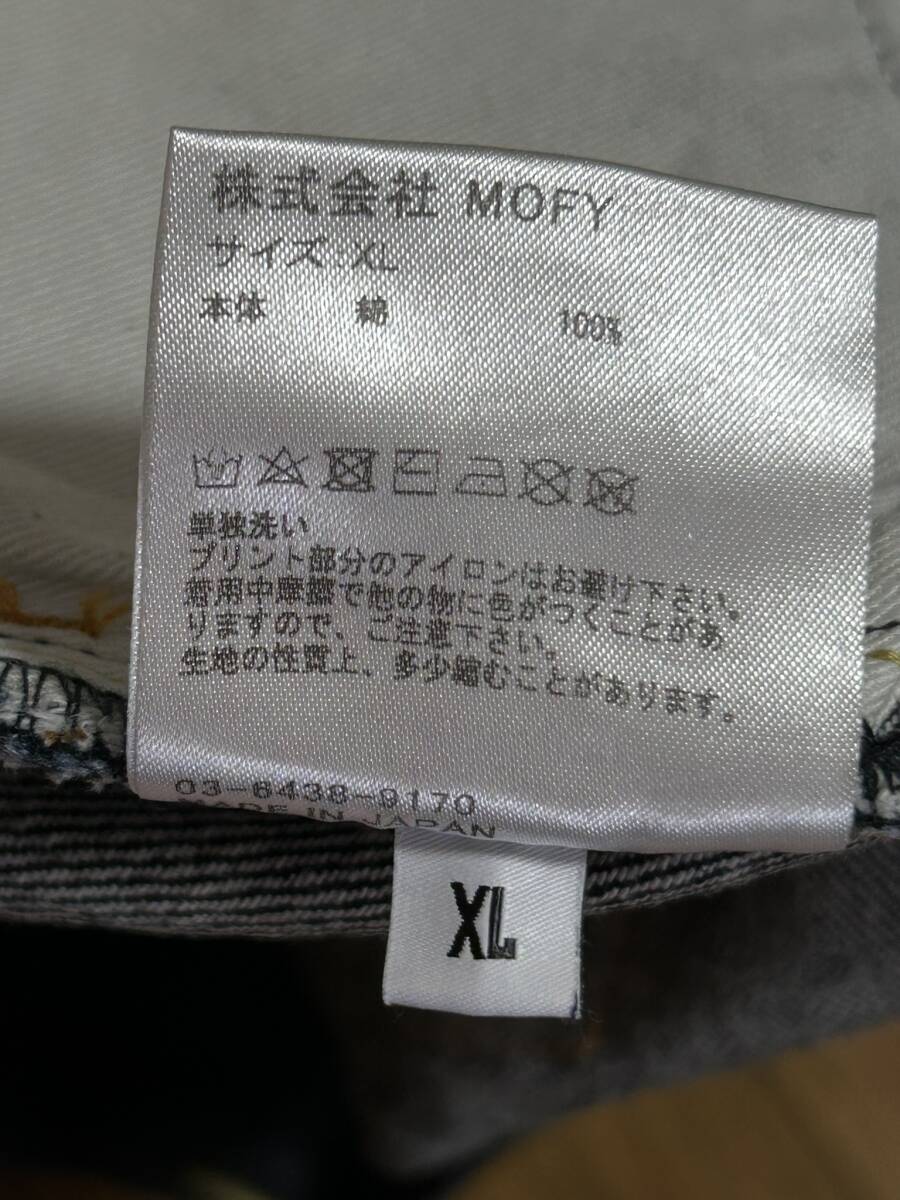 株式会社 MOFY
サイズ:XL
本体 綿 100%
単独洗い
プリント部分のアイロンはお避け下さい。
着用中摩擦で他の物に色がつくことがあ
りますので、ご注意下さい。
生地の性質上、多少縮むことがあります。
03-6438-9170
MADE IN JAPAN
XL